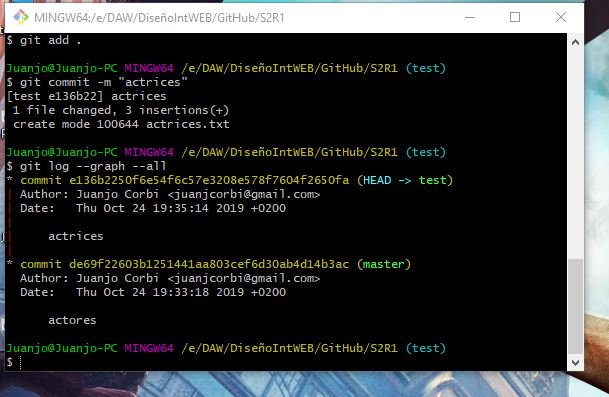 MINGW64:/e/DAW/DiseñoIntWEB/GitHub/S2R1
$ git add .
Juanjo@Juanjo-PC MINGW64 /e/DAW/DiseñoIntWEB/GitHub/S2R1 (test)
$ git commit -m "actrices"
[test e136b22] actrices
 1 file changed, 3 insertions(+)
 create mode 100644 actrices.txt
Juanjo@Juanjo-PC MINGW64 /e/DAW/DiseñoIntWEB/GitHub/S2R1 (test)
$ git log --graph --all
* commit e136b2250f6e54f6c57e3208e578f7604f2650fa (HEAD -> test)
| Author: Juanjo Corbi <juanjcorbi@gmail.com>
| Date:   Thu Oct 24 19:35:14 2019 +0200
|
|     actrices
|
* commit de69f22603b1251441aa803cef6d30ab4d14b3ac (master)
  Author: Juanjo Corbi <juanjcorbi@gmail.com>
  Date:   Thu Oct 24 19:33:18 2019 +0200
      actores
Juanjo@Juanjo-PC MINGW64 /e/DAW/DiseñoIntWEB/GitHub/S2R1 (test)
$